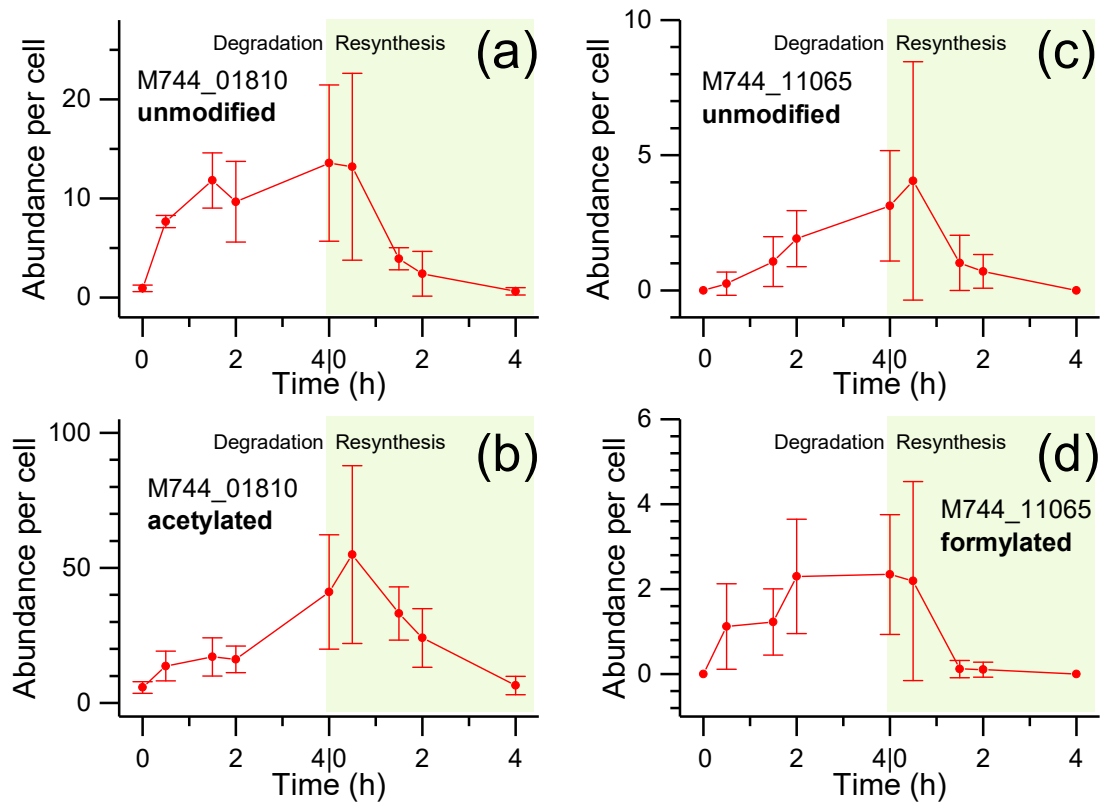 Degradation Resynthesis (a)
M744_01810
unmodified
Abundance per cell
20
10
0
0 2 4|0 2 4
Time (h)
Degradation Resynthesis (c)
M744_11065
unmodified
Abundance per cell
10
5
0
0 2 4|0 2 4
Time (h)
Degradation Resynthesis (b)
M744_01810
acetylated
Abundance per cell
100
50
0
0 2 4|0 2 4
Time (h)
Degradation Resynthesis (d)
M744_11065
formylated
Abundance per cell
6
4
2
0
0 2 4|0 2 4
Time (h)